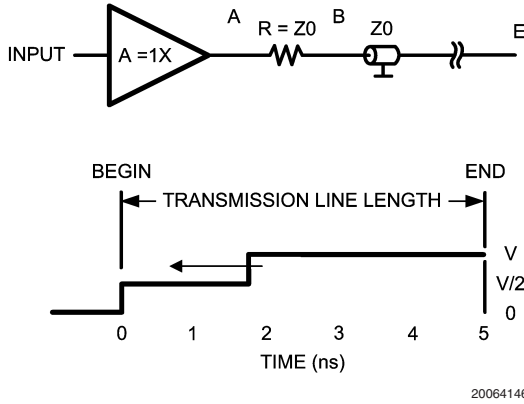 A
R = Z0
B
Z0
E
INPUT
A =1X
BEGIN
END
TRANSMISSION LINE LENGTH
V
V/2
0
0 1 2 3 4 5
TIME (ns)
20064146